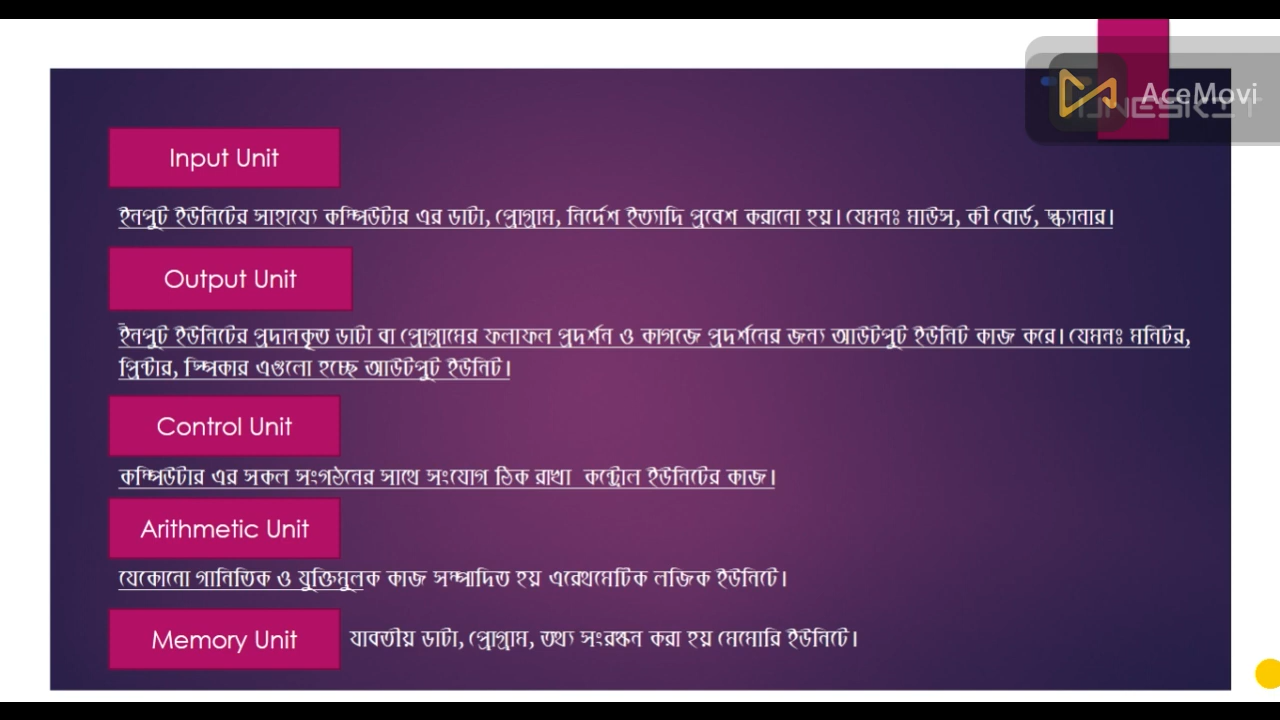 AceMovi
Input Unit
ইনপুট ইউনিটের সাহায্যে কম্পিউটার এর ডাটা, প্রোগ্রাম, নির্দেশ ইত্যাদি প্রবেশ করানো হয়। যেমনঃ মাউস, কী বোর্ড, স্ক্যানার।
Output Unit
ইনপুট ইউনিটের প্রদানকৃত ডাটা বা প্রোগ্রামের ফলাফল প্রদর্শন ও কাগজে প্রদর্শনের জন্য আউটপুট ইউনিট কাজ করে। যেমনঃ মনিটর,
প্রিন্টার, স্পিকার এগুলো হচ্ছে আউটপুট ইউনিট।
Control Unit
কম্পিউটার এর সকল সংগঠনের সাথে সংযোগ ঠিক রাখা কন্ট্রোল ইউনিটের কাজ।
Arithmetic Unit
যেকোনো গানিতিক ও যুক্তিমুলক কাজ সম্পাদিত হয় এরেথমেটিক লজিক ইউনিটে।
Memory Unit যাবতীয় ডাটা, প্রোগ্রাম, তথ্য সংরক্ষন করা হয় মেমোরি ইউনিটে।